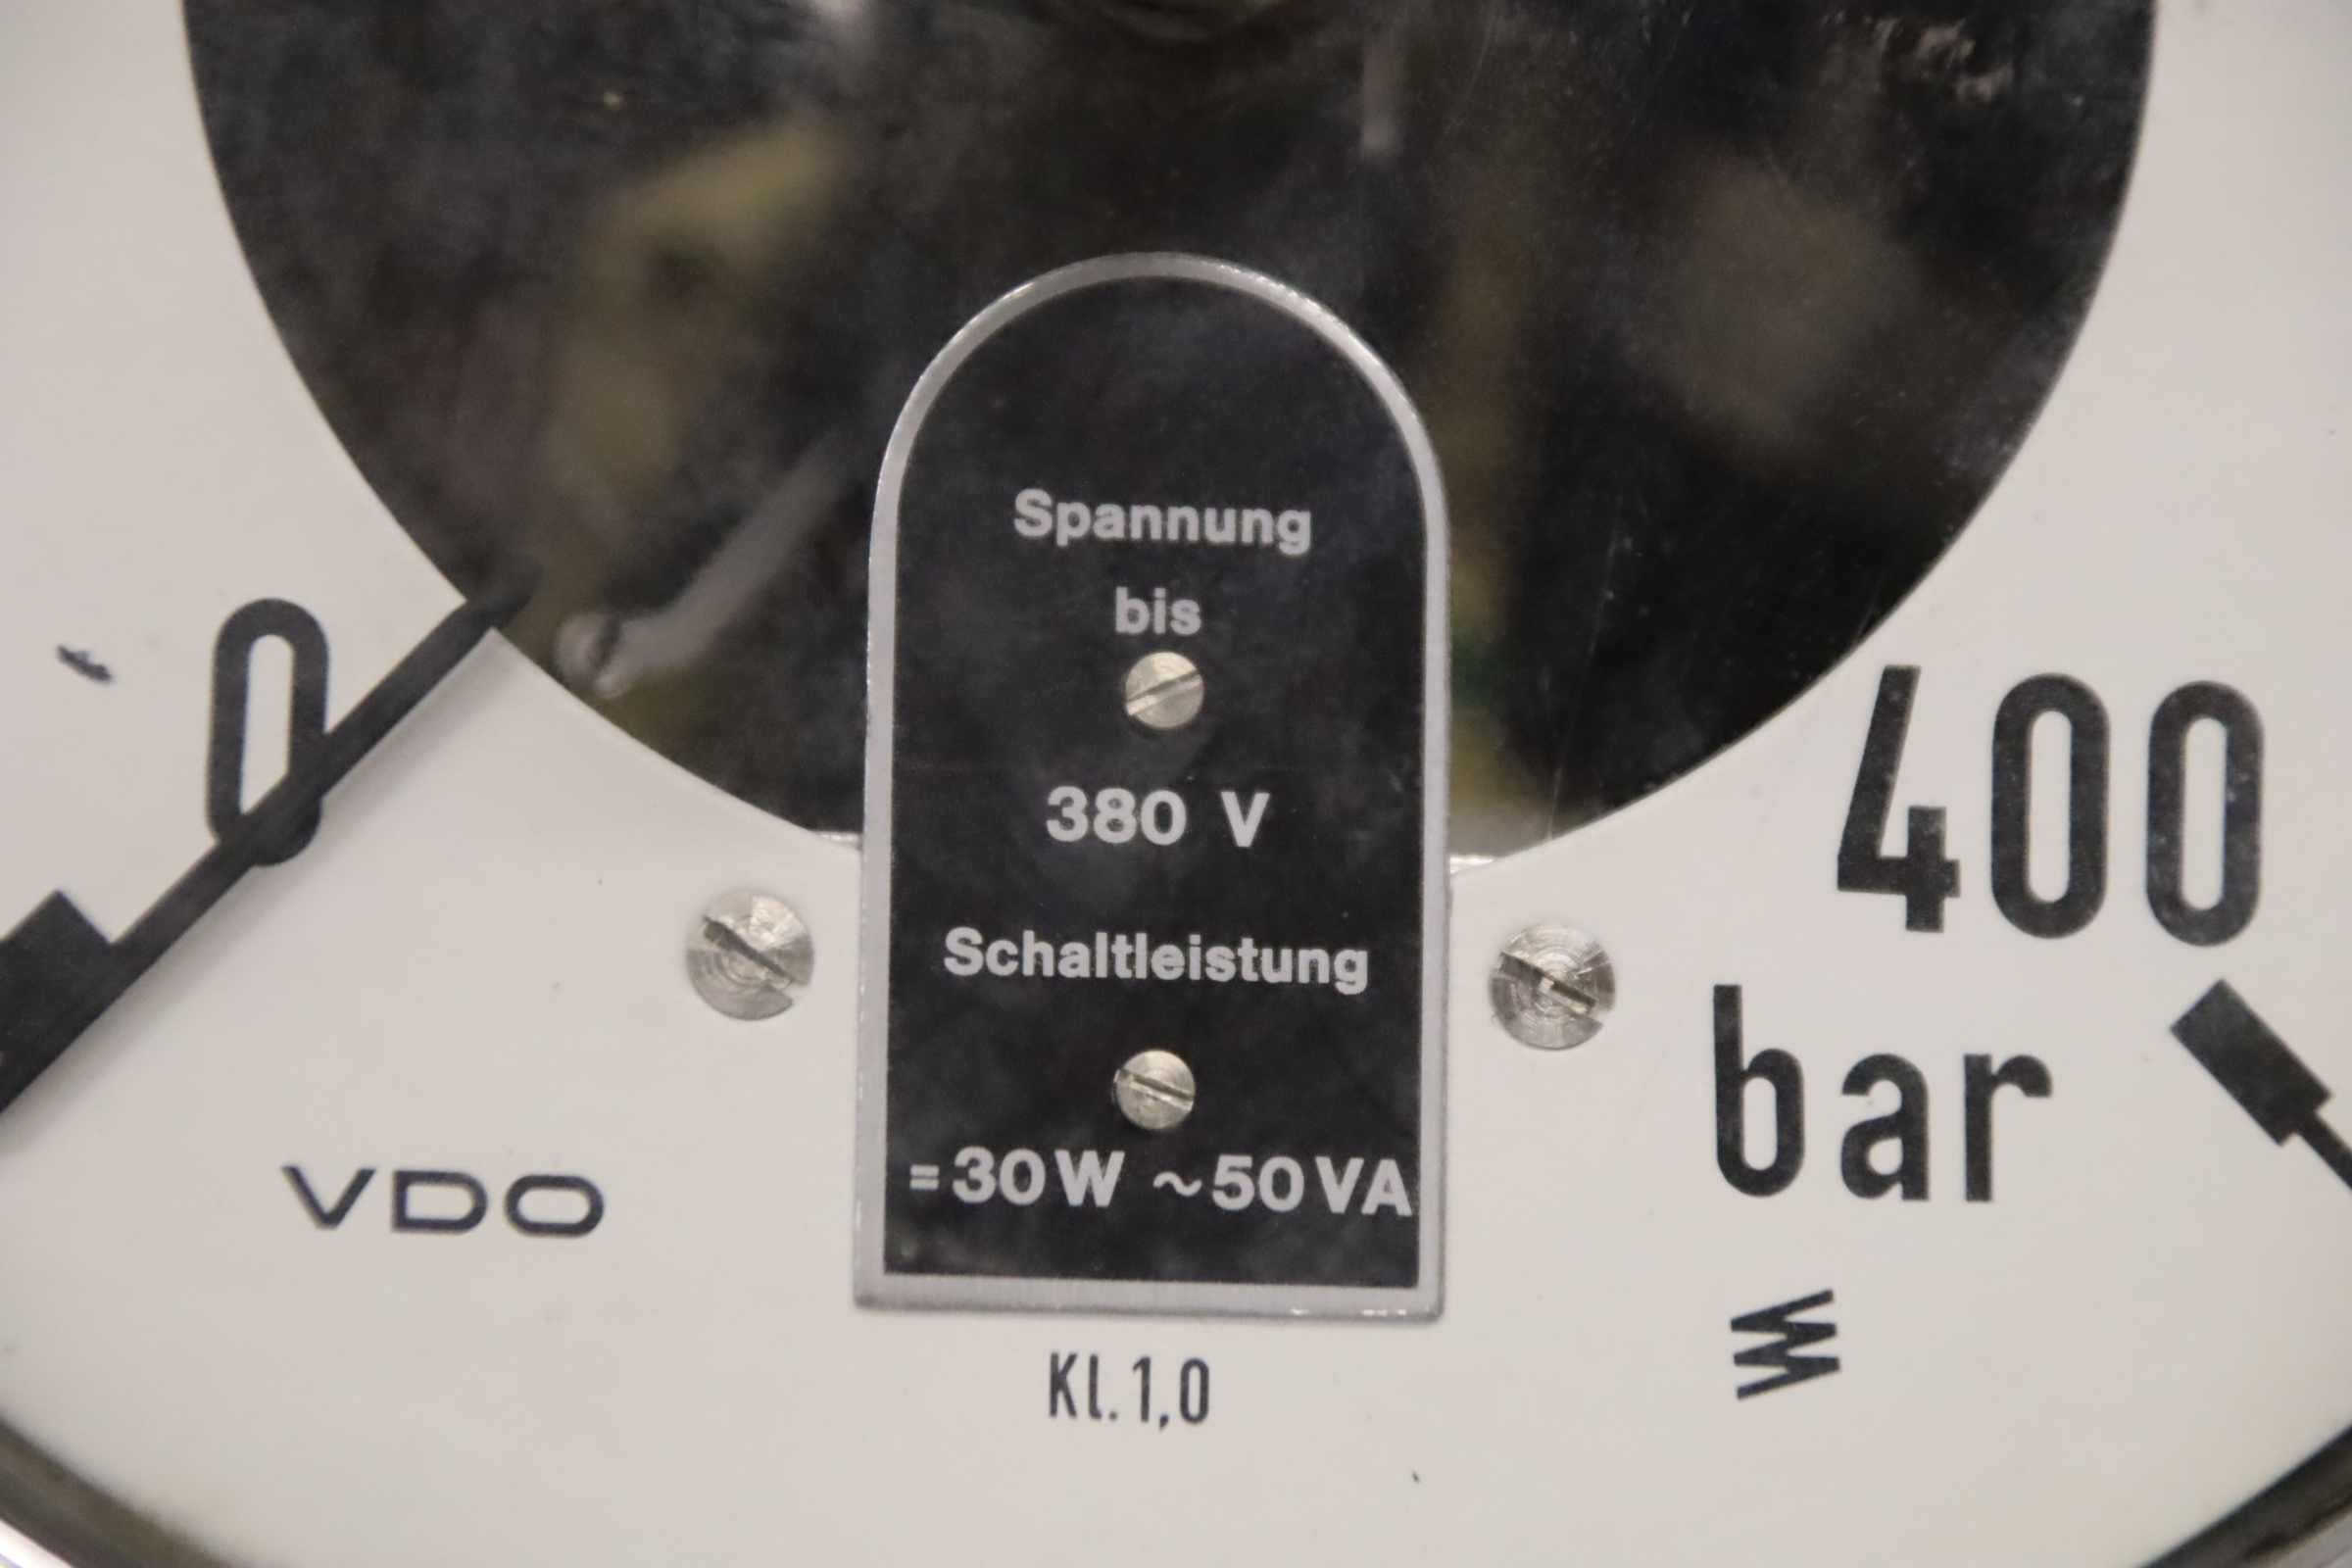 Spannung
bis
380 V
Schaltleistung
=30W ~50VA
0
400
bar
VDO
Kl.1,0